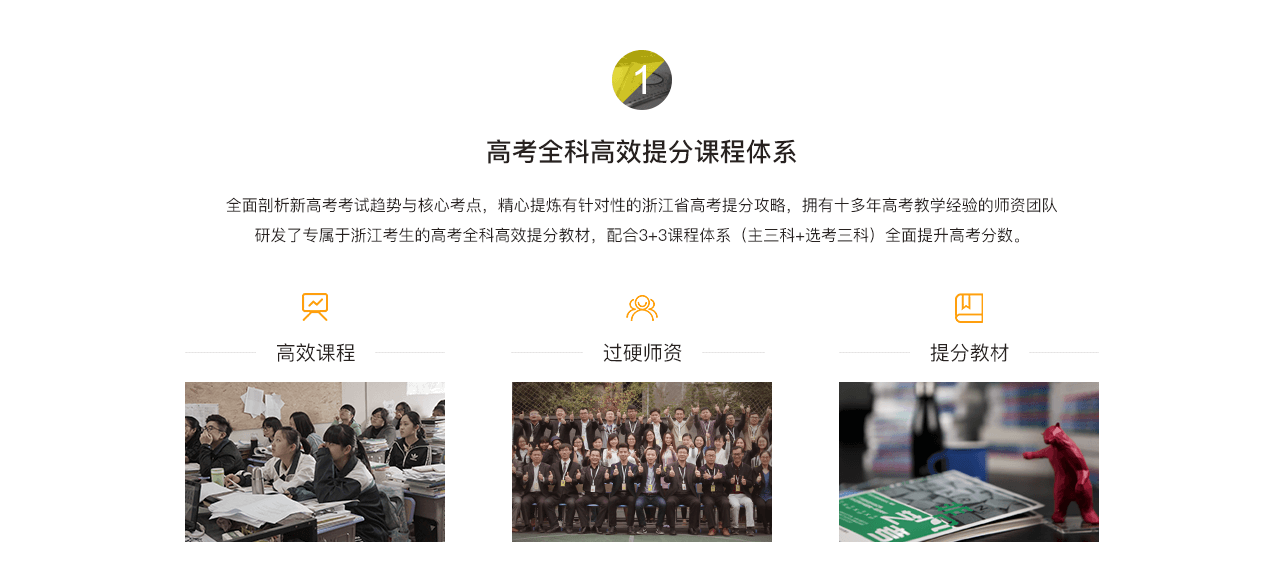 1
高考全科高效提分课程体系
全面剖析新高考考试趋势与核心考点，精心提炼有针对性的浙江省高考提分攻略，拥有十多年高考教学经验的师资团队
研发了专属于浙江考生的高考全科高效提分教材，配合3+3课程体系（主三科+选考三科）全面提升高考分数。
高效课程
过硬师资
提分教材